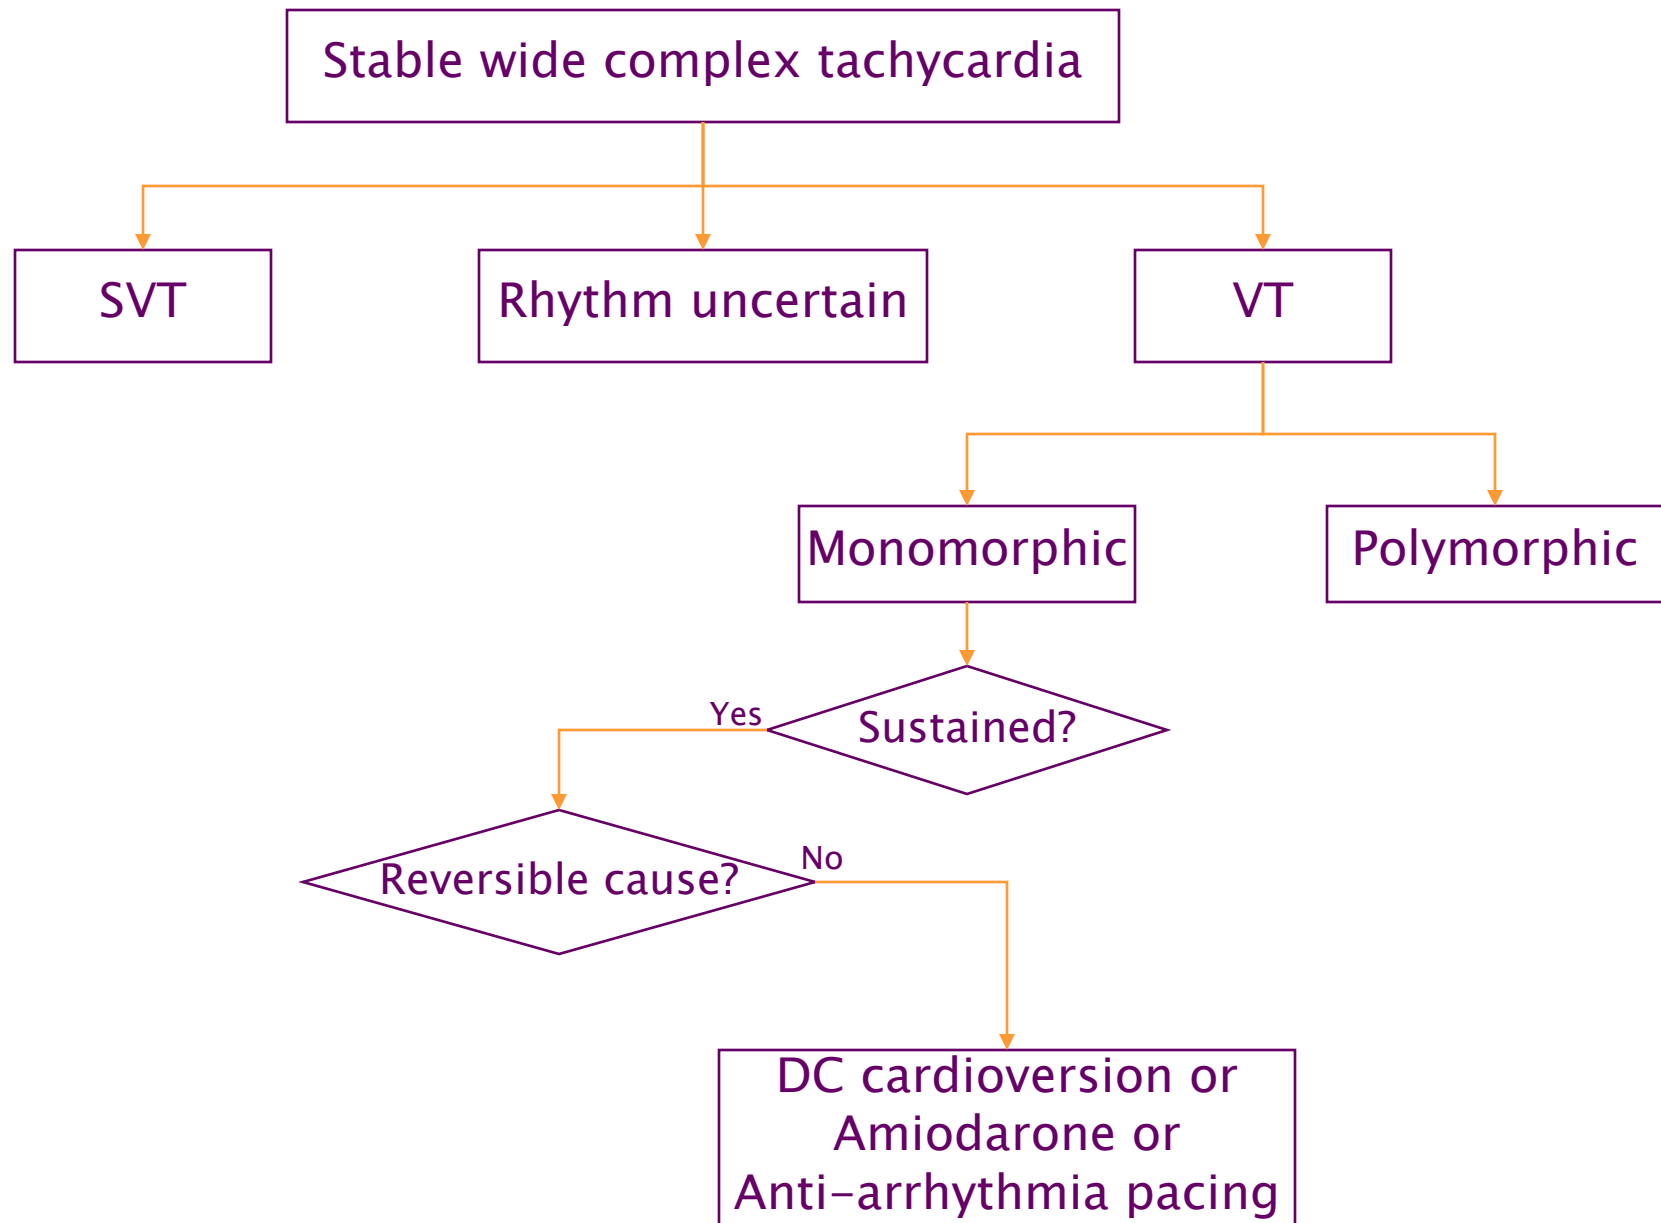 Stable wide complex tachycardia
SVT
Rhythm uncertain
VT
Monomorphic
Polymorphic
Sustained?
Yes
Reversible cause?
No
DC cardioversion or
Amiodarone or
Anti-arrhythmia pacing